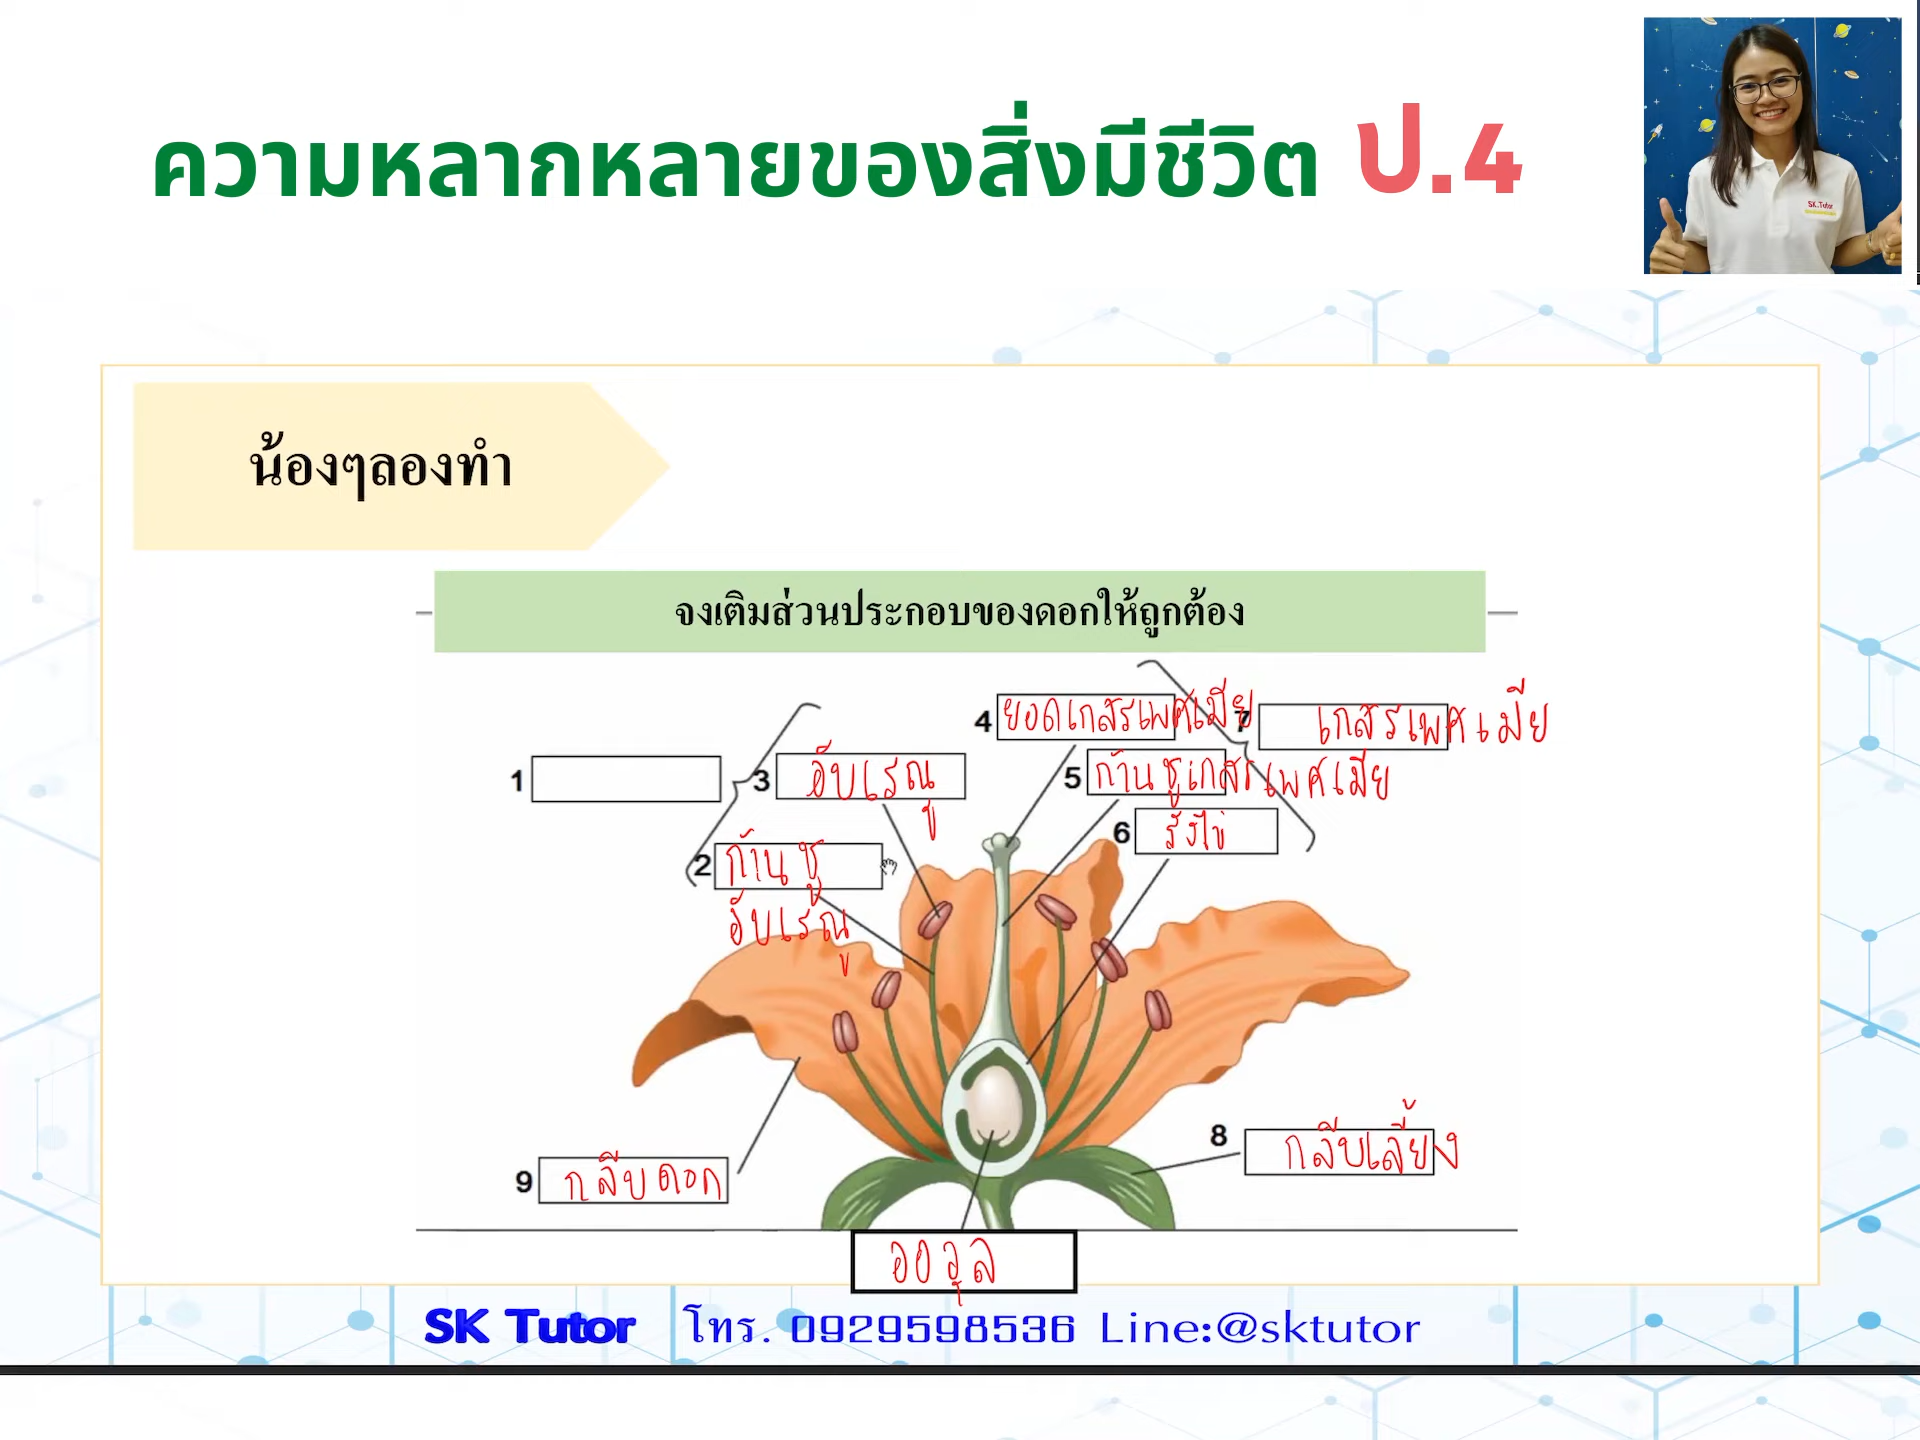 ความหลากหลายของสิ่งมีชีวิต ป.4
SK.Tutor
น้องๆลองทำ
จงเติมส่วนประกอบของดอกให้ถูกต้อง
4 ยอดเกสรเพศเมีย
7 เกสรเพศเมีย
1
3 อับเรณู
5 ก้านชูเกสรเพศเมีย
6 รังไข่
2 ก้านชู
อับเรณู
8 กลีบเลี้ยง
9 กลีบดอก
ออวุล
SK Tutor โทร. 0929598536 Line:@sktutor